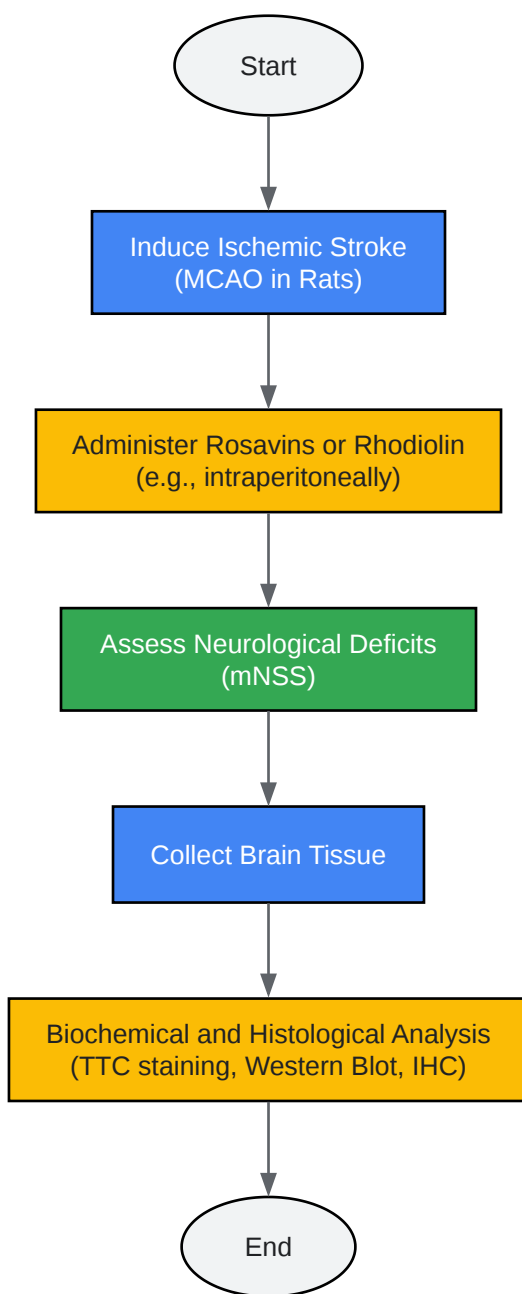 Start
Induce Ischemic Stroke
(MCAO in Rats)
Administer Rosavins or Rhodiolin
(e.g., intraperitoneally)
Assess Neurological Deficits
(mNSS)
Collect Brain Tissue
Biochemical and Histological Analysis
(TTC staining, Western Blot, IHC)
End